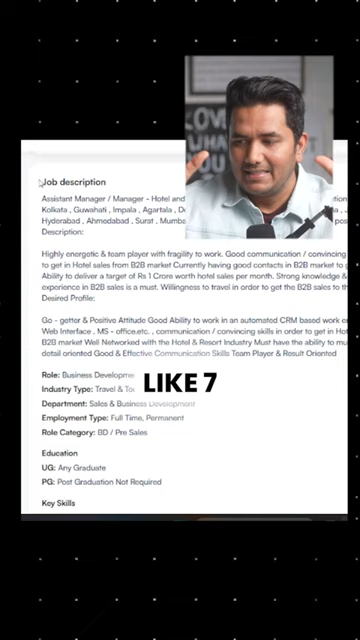 Job description
Assistant Manager / Manager - Hotel and
Kolkata , Guwahati , Impala , Agartala ,
Hyderabad , Ahmedabad , Surat ,
Description:
Highly energetic & team player with fragility to work. Good communication / convincing
to get in Hotel sales from B2B market Currently having good contacts in B2B market to
Ability to deliver a target of Rs 1 Crore worth hotel sales per month. Strong knowledge &
experience in B2B sales is a must. Willingness to travel in order to get the B2B sales to
Desired Profile:
Go - getter & Positive Attitude Good Ability to work in an automated CRM based work
Web Interface , MS - office.etc. , communication / convincing skills in order to get in
B2B market Well Networked with the Hotel & Resort Industry Must have the ability to
detail oriented Good & Effective Communication Skills Team Player & Result Oriented
Role: Business
Industry Type: Travel &
LIKE 7
Department: Sales & Business Development
Employment Type: Full Time, Permanent
Role Category: BD / Pre Sales
Education
UG: Any Graduate
PG: Post Graduation Not Required
Key Skills